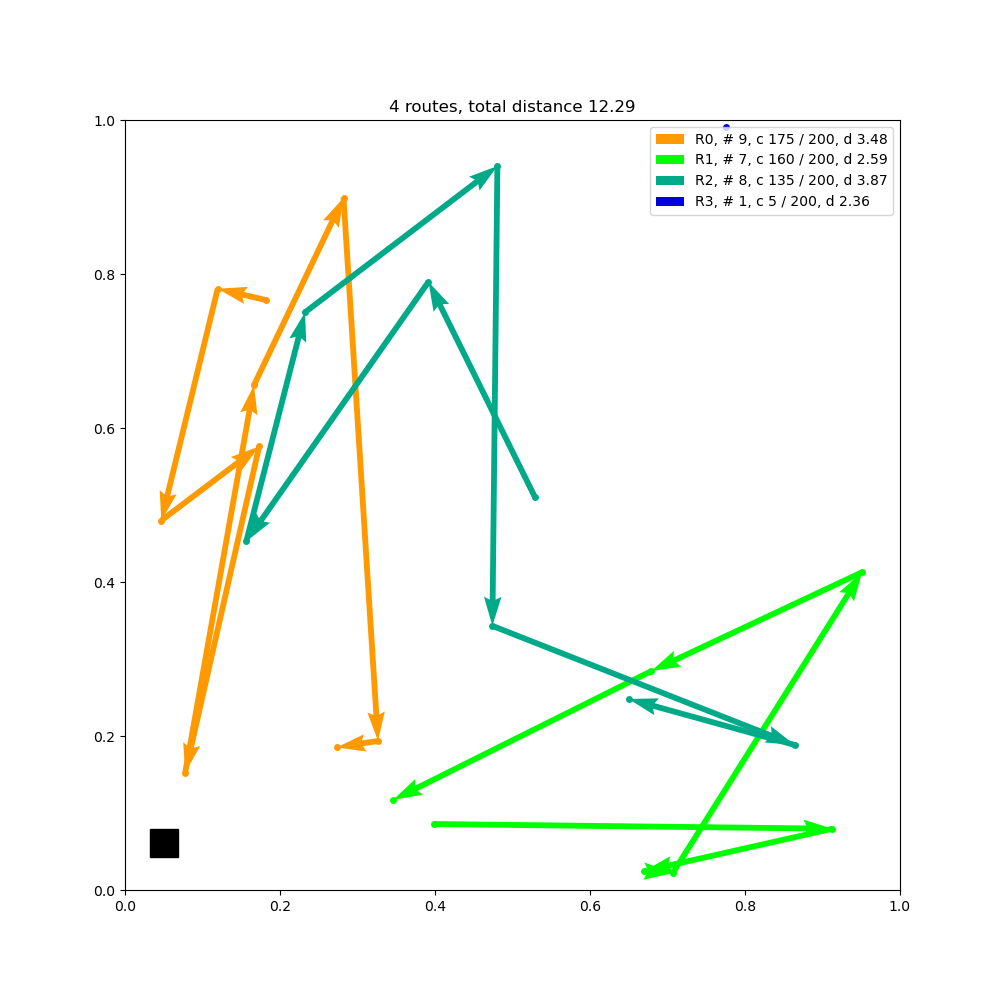 4 routes, total distance 12.29
R0, # 9, c 175 / 200, d 3.48
R1, # 7, c 160 / 200, d 2.59
R2, # 8, c 135 / 200, d 3.87
R3, # 1, c 5 / 200, d 2.36
1.0
0.8
0.6
0.4
0.2
0.0
0.0 0.2 0.4 0.6 0.8 1.0